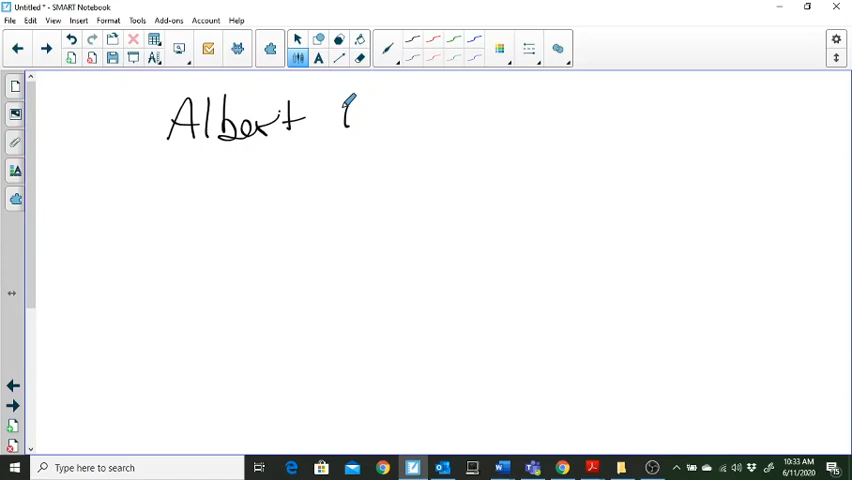 Untitled * - SMART Notebook
File Edit View Insert Format Tools Add-ons Account Help
Albert
Type here to search
10:33 AM
6/11/2020
15